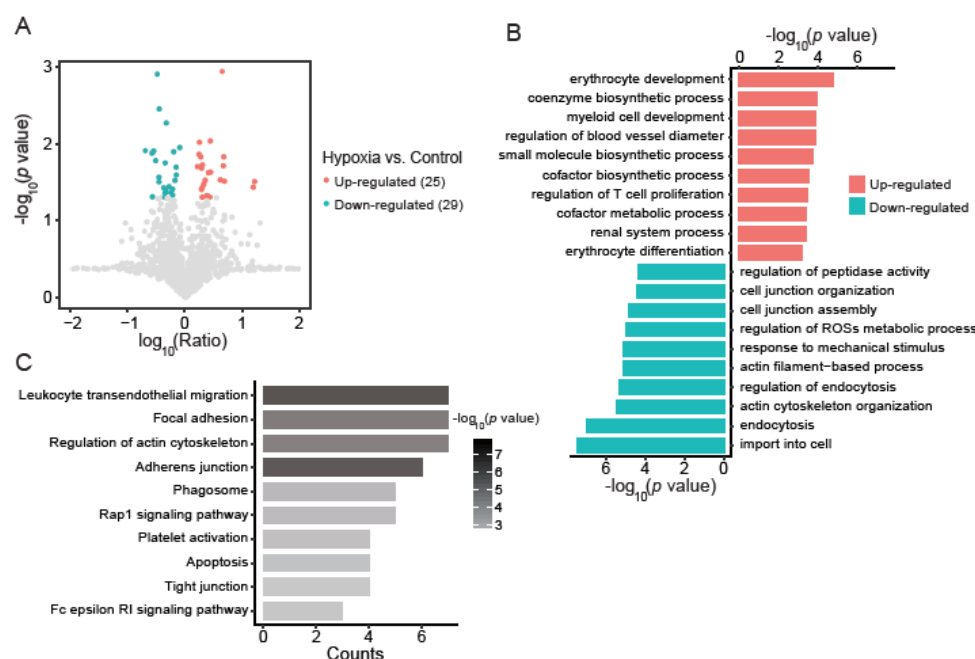 A
3
2
1
0
-log10(p value)
−2
−1
0
1
2
log10(Ratio)
Hypoxia vs. Control
Up-regulated (25)
Down-regulated (29)
B
-log10(p value)
0 2 4 6
erythrocyte development
coenzyme biosynthetic process
myeloid cell development
regulation of blood vessel diameter
small molecule biosynthetic process
cofactor biosynthetic process
regulation of T cell proliferation
cofactor metabolic process
renal system process
erythrocyte differentiation
Up-regulated
Down-regulated
regulation of peptidase activity
cell junction organization
cell junction assembly
regulation of ROSs metabolic process
response to mechanical stimulus
actin filament−based process
regulation of endocytosis
actin cytoskeleton organization
endocytosis
import into cell
6 4 2 0
-log10(p value)
C
Leukocyte transendothelial migration
Focal adhesion
Regulation of actin cytoskeleton
Adherens junction
Phagosome
Rap1 signaling pathway
Platelet activation
Apoptosis
Tight junction
Fc epsilon RI signaling pathway
0 2 4 6
Counts
-log10(p value)
7
6
5
4
3